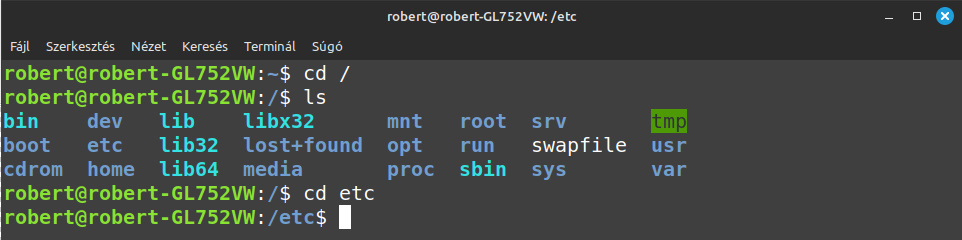 robert@robert-GL752VW: /etc
Fájl Szerkesztés Nézet Keresés Terminál Súgó
robert@robert-GL752VW:~$ cd /
robert@robert-GL752VW:/$ ls
bin dev lib libx32 mnt root srv tmp
boot etc lib32 lost+found opt run swapfile usr
cdrom home lib64 media proc sbin sys var
robert@robert-GL752VW:/$ cd etc
robert@robert-GL752VW:/etc$